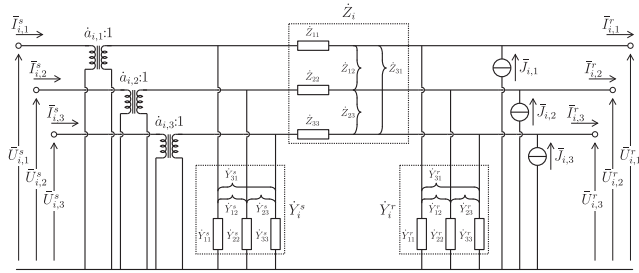 Ż_i
Ī^s_{i,1}
ȧ_{i,1}:1
Ż_{11}
Ī^r_{i,1}
Ī^s_{i,2}
ȧ_{i,2}:1
Ż_{12}
Ż_{31}
J̄_{i,1}
Ī^r_{i,2}
Ż_{22}
Ī^s_{i,3}
ȧ_{i,3}:1
Ż_{23}
J̄_{i,2}
Ī^r_{i,3}
Ż_{33}
Ū^s_{i,1}
J̄_{i,3}
Ū^r_{i,1}
Ū^s_{i,2}
Ẏ^s_{31}
Ẏ^r_{31}
Ū^r_{i,2}
Ū^s_{i,3}
Ẏ^s_{12}
Ẏ^s_{23}
Ẏ^s_i
Ẏ^r_i
Ẏ^r_{12}
Ẏ^r_{23}
Ū^r_{i,3}
Ẏ^s_{11}
Ẏ^s_{22}
Ẏ^s_{33}
Ẏ^r_{11}
Ẏ^r_{22}
Ẏ^r_{33}